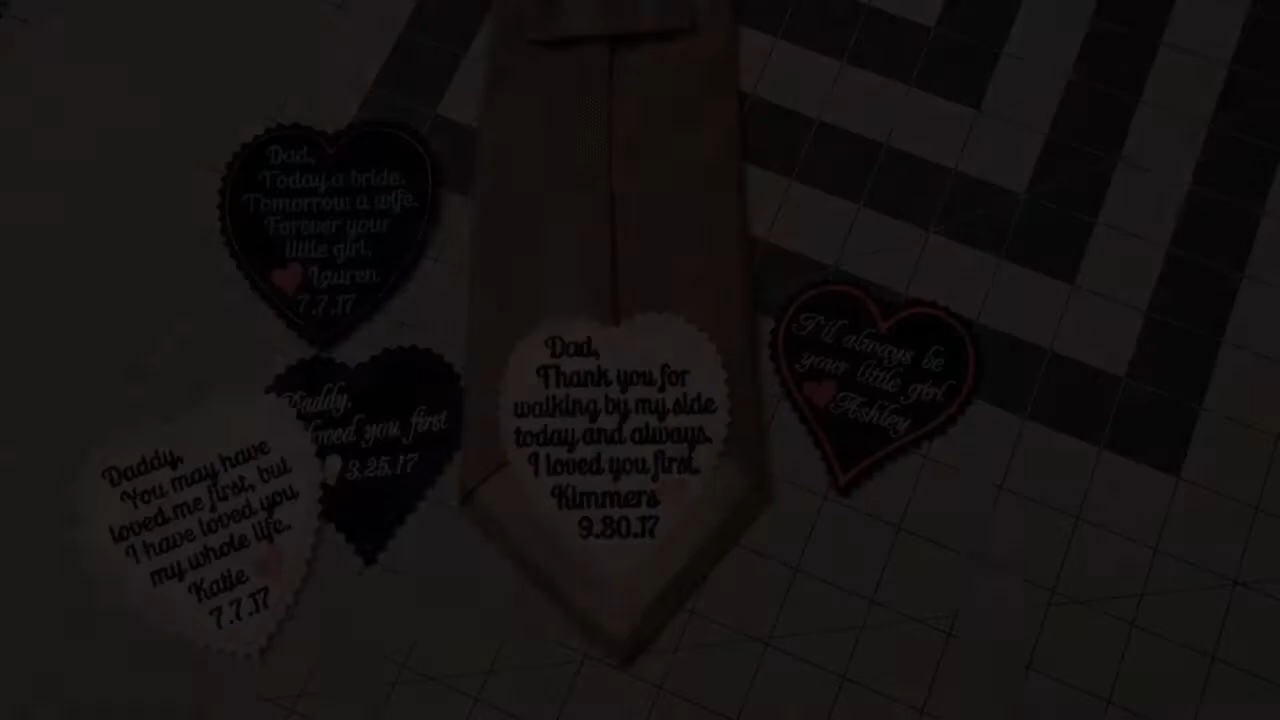 Dad,
Today a bride.
Tomorrow a wife.
Forever your
little girl.
Lauren
7.7.17
Daddy,
loved you first
3.25.17
Daddy,
You may have
loved me first, but
I have loved you
my whole life.
Katie
7.7.17
Dad,
Thank you for
walking by my side
today and always.
I loved you first.
Kimmers
9.30.17
I'll always be
your little girl
Ashley